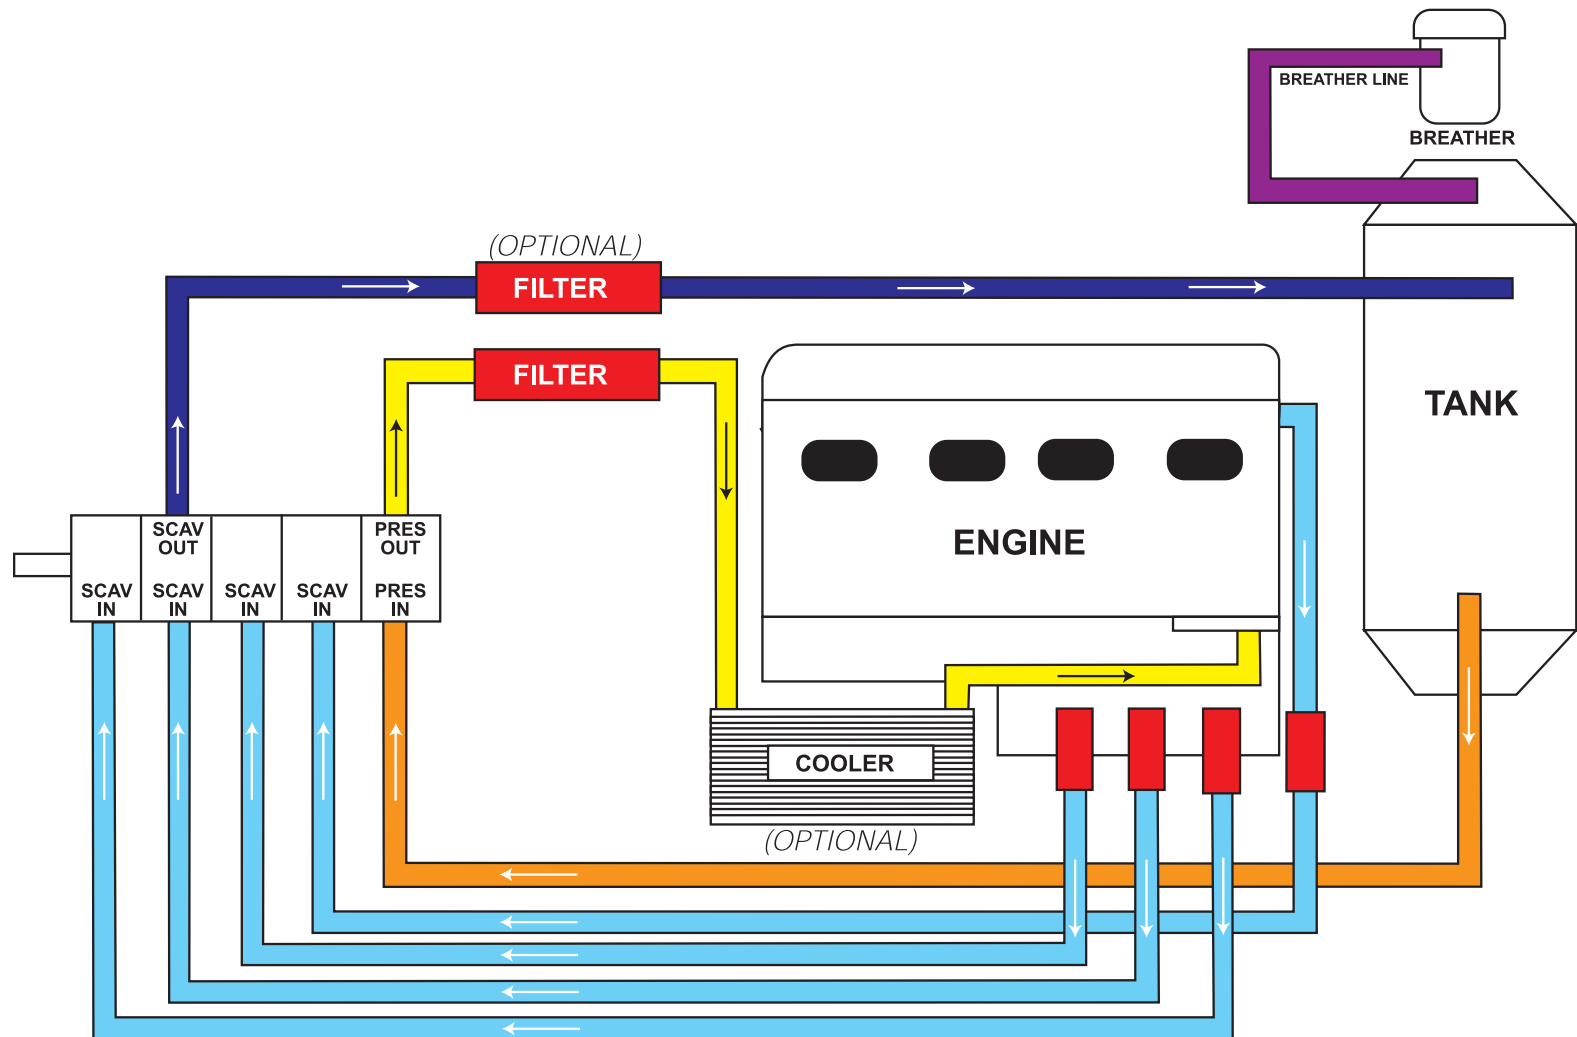 BREATHER LINE
BREATHER
(OPTIONAL)
FILTER
FILTER
TANK
ENGINE
SCAV
OUT
PRES
OUT
SCAV
IN
SCAV
IN
SCAV
IN
SCAV
IN
PRES
IN
COOLER
(OPTIONAL)